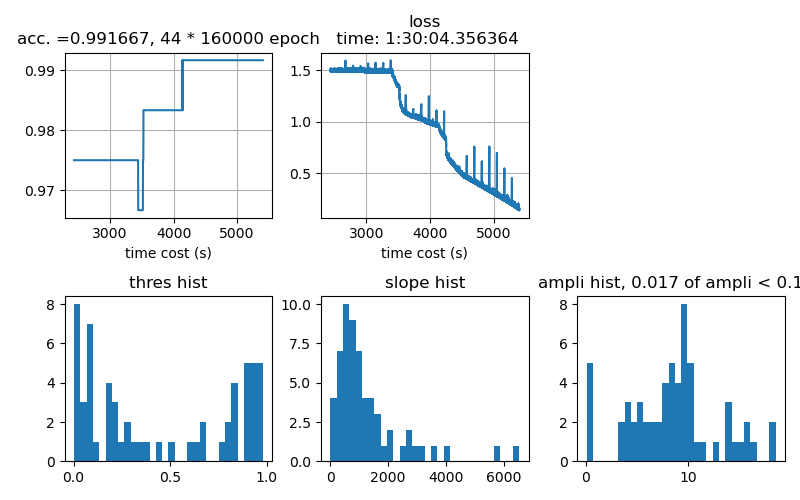 loss
acc. =0.991667, 44 * 160000 epoch time: 1:30:04.356364
0.99
0.98
0.97
3000 4000 5000
time cost (s)
1.5
1.0
0.5
3000 4000 5000
time cost (s)
thres hist
8
6
4
2
0
0.0 0.5 1.0
slope hist
10.0
7.5
5.0
2.5
0.0
0 2000 4000 6000
ampli hist, 0.017 of ampli < 0.1
8
6
4
2
0
0 10